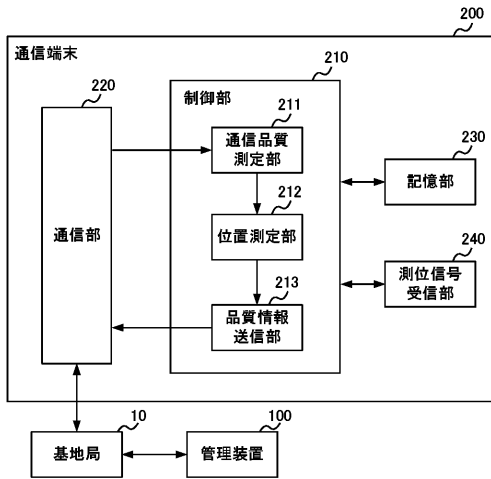 200
通信端末
210
220
制御部
211
通信品質
測定部
230
記憶部
212
通信部
位置測定部
240
測位信号
受信部
213
品質情報
送信部
10
基地局
100
管理装置